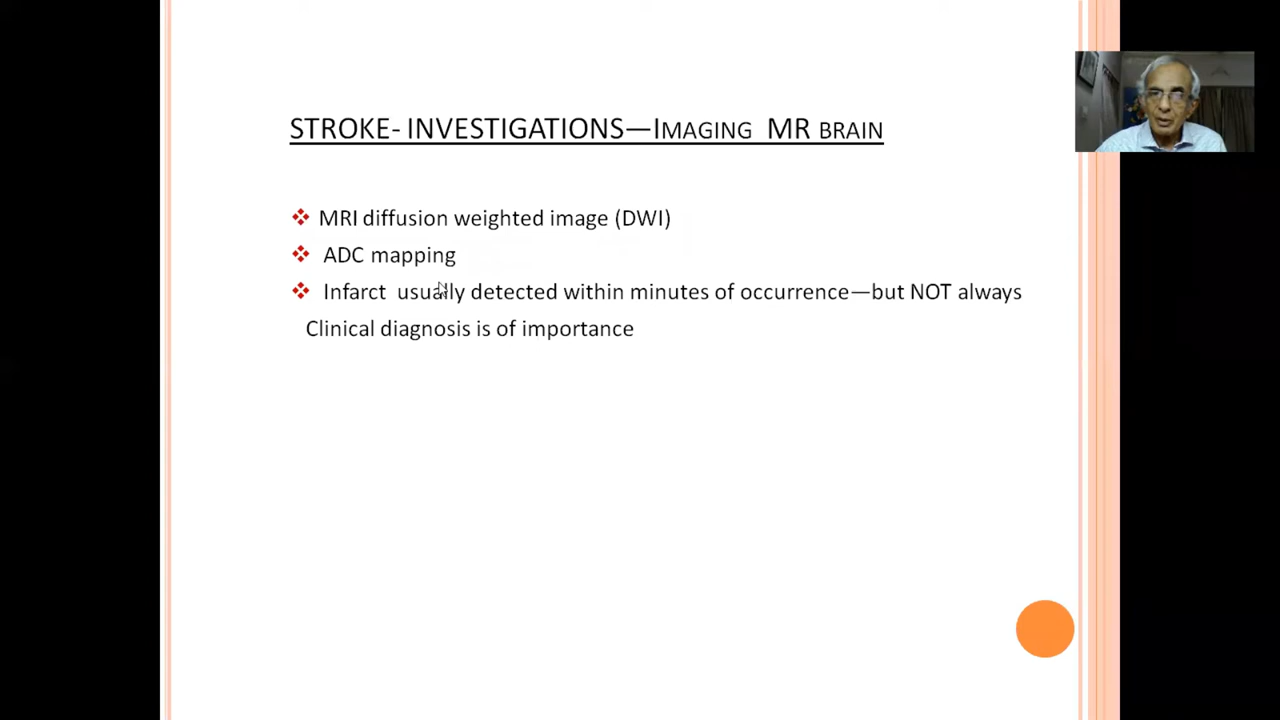 STROKE- INVESTIGATIONS—IMAGING MR BRAIN
MRI diffusion weighted image (DWI)
ADC mapping
Infarct usually detected within minutes of occurrence—but NOT always
Clinical diagnosis is of importance